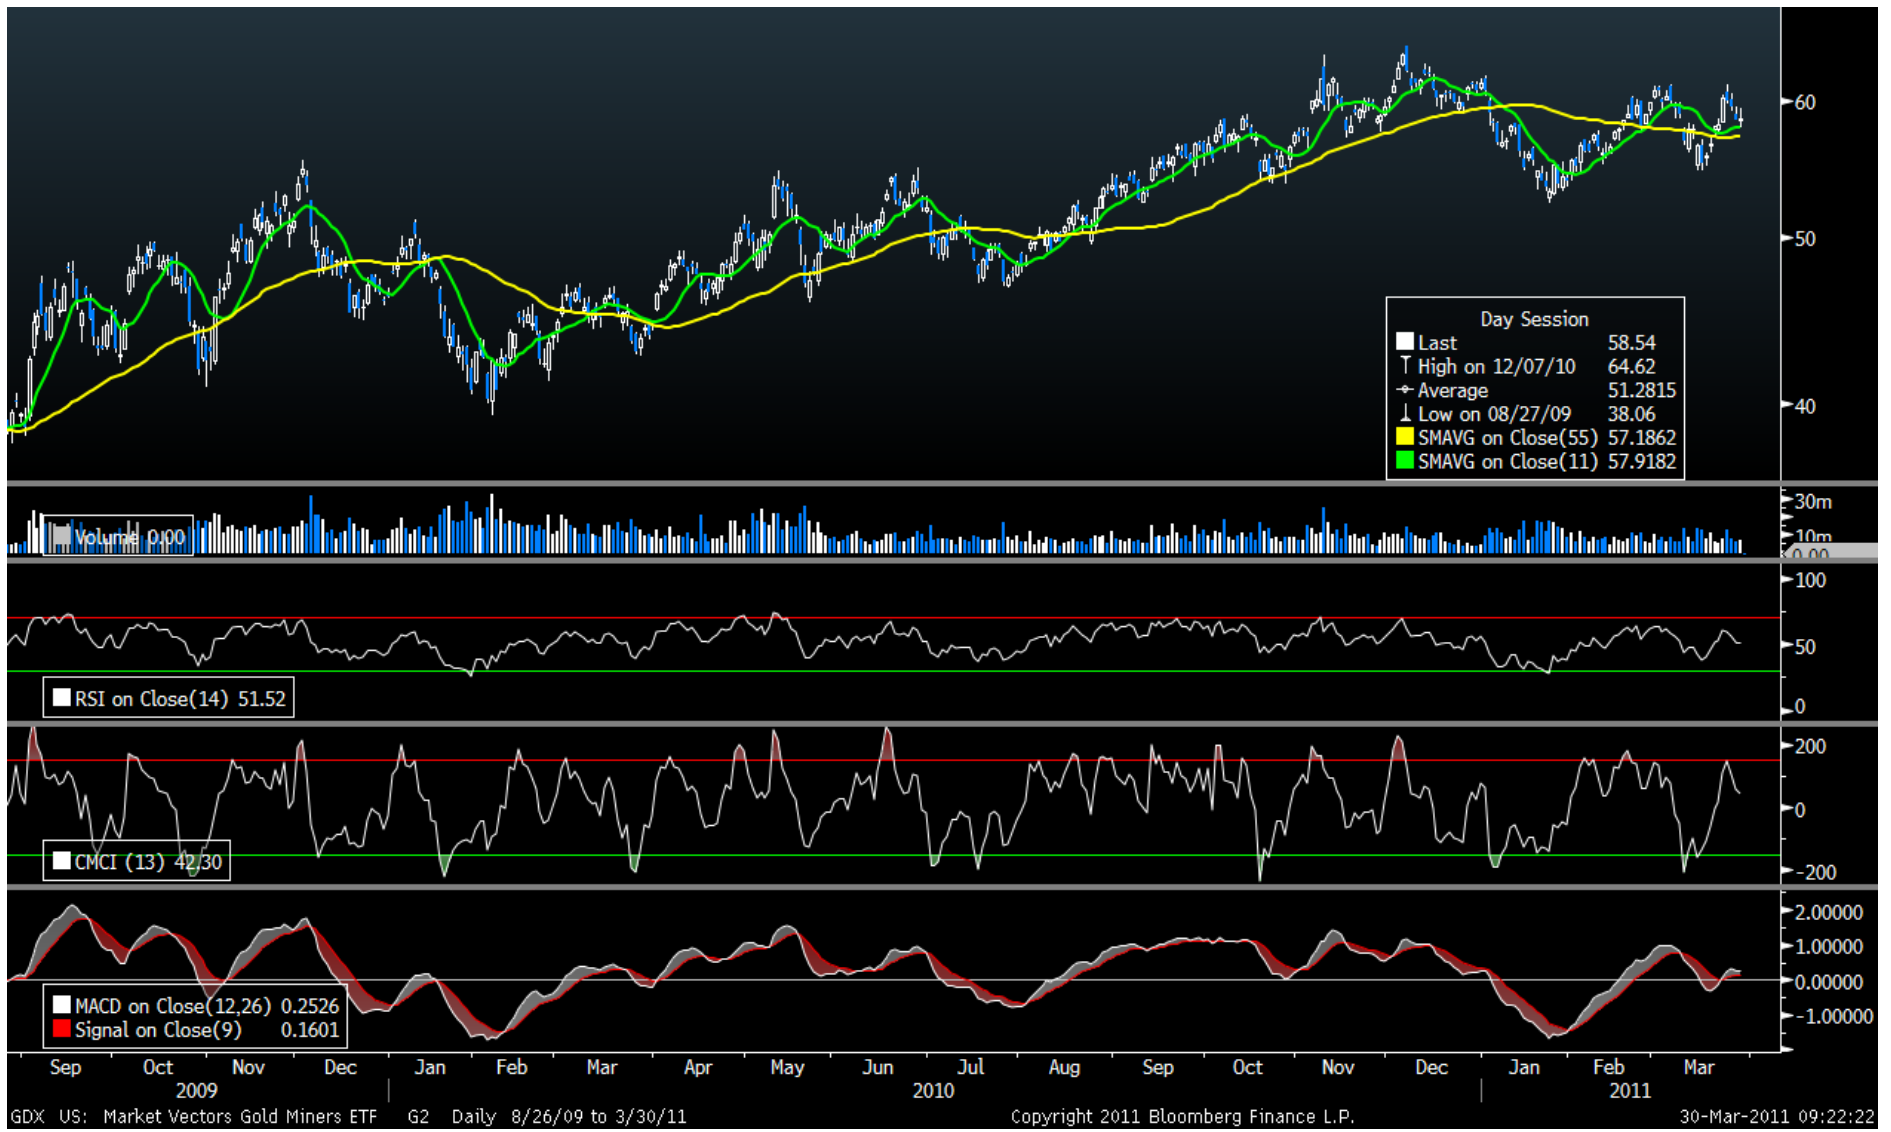 60
50
40
Day Session
Last 58.54
High on 12/07/10 64.62
Average 51.2815
Low on 08/27/09 38.06
SMAVG on Close(55) 57.1862
SMAVG on Close(11) 57.9182
30m
10m
0.00
Volume 0.00
100
50
0
RSI on Close(14) 51.52
200
0
-200
CMCI (13) 42.30
2.00000
1.00000
0.00000
-1.00000
MACD on Close(12,26) 0.2526
Signal on Close(9) 0.1601
Sep Oct Nov Dec Jan Feb Mar Apr May Jun Jul Aug Sep Oct Nov Dec Jan Feb Mar
2009 2010 2011
GDX US: Market Vectors Gold Miners ETF G2 Daily 8/26/09 to 3/30/11 Copyright 2011 Bloomberg Finance L.P. 30-Mar-2011 09:22:22